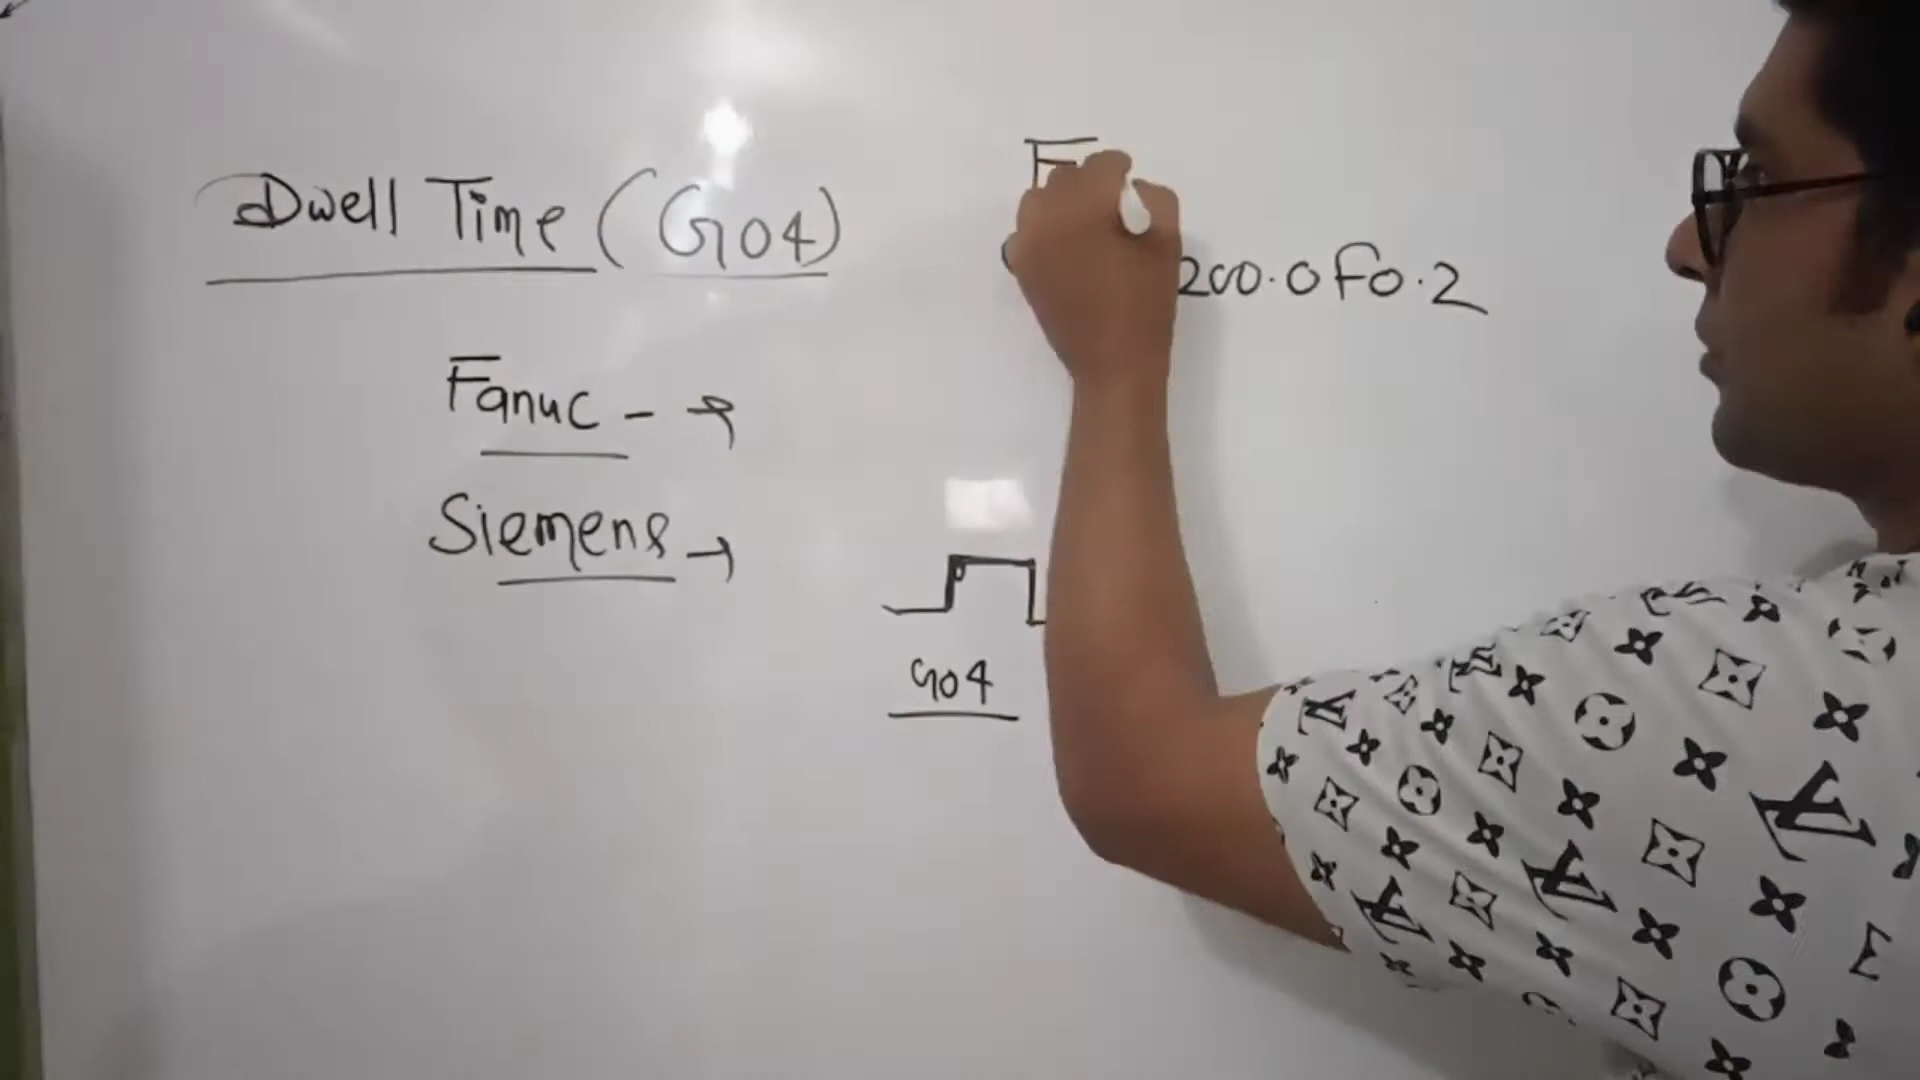 Dwell Time (G04)
200.0 F0.2
Fanuc - →
Siemens →
G04